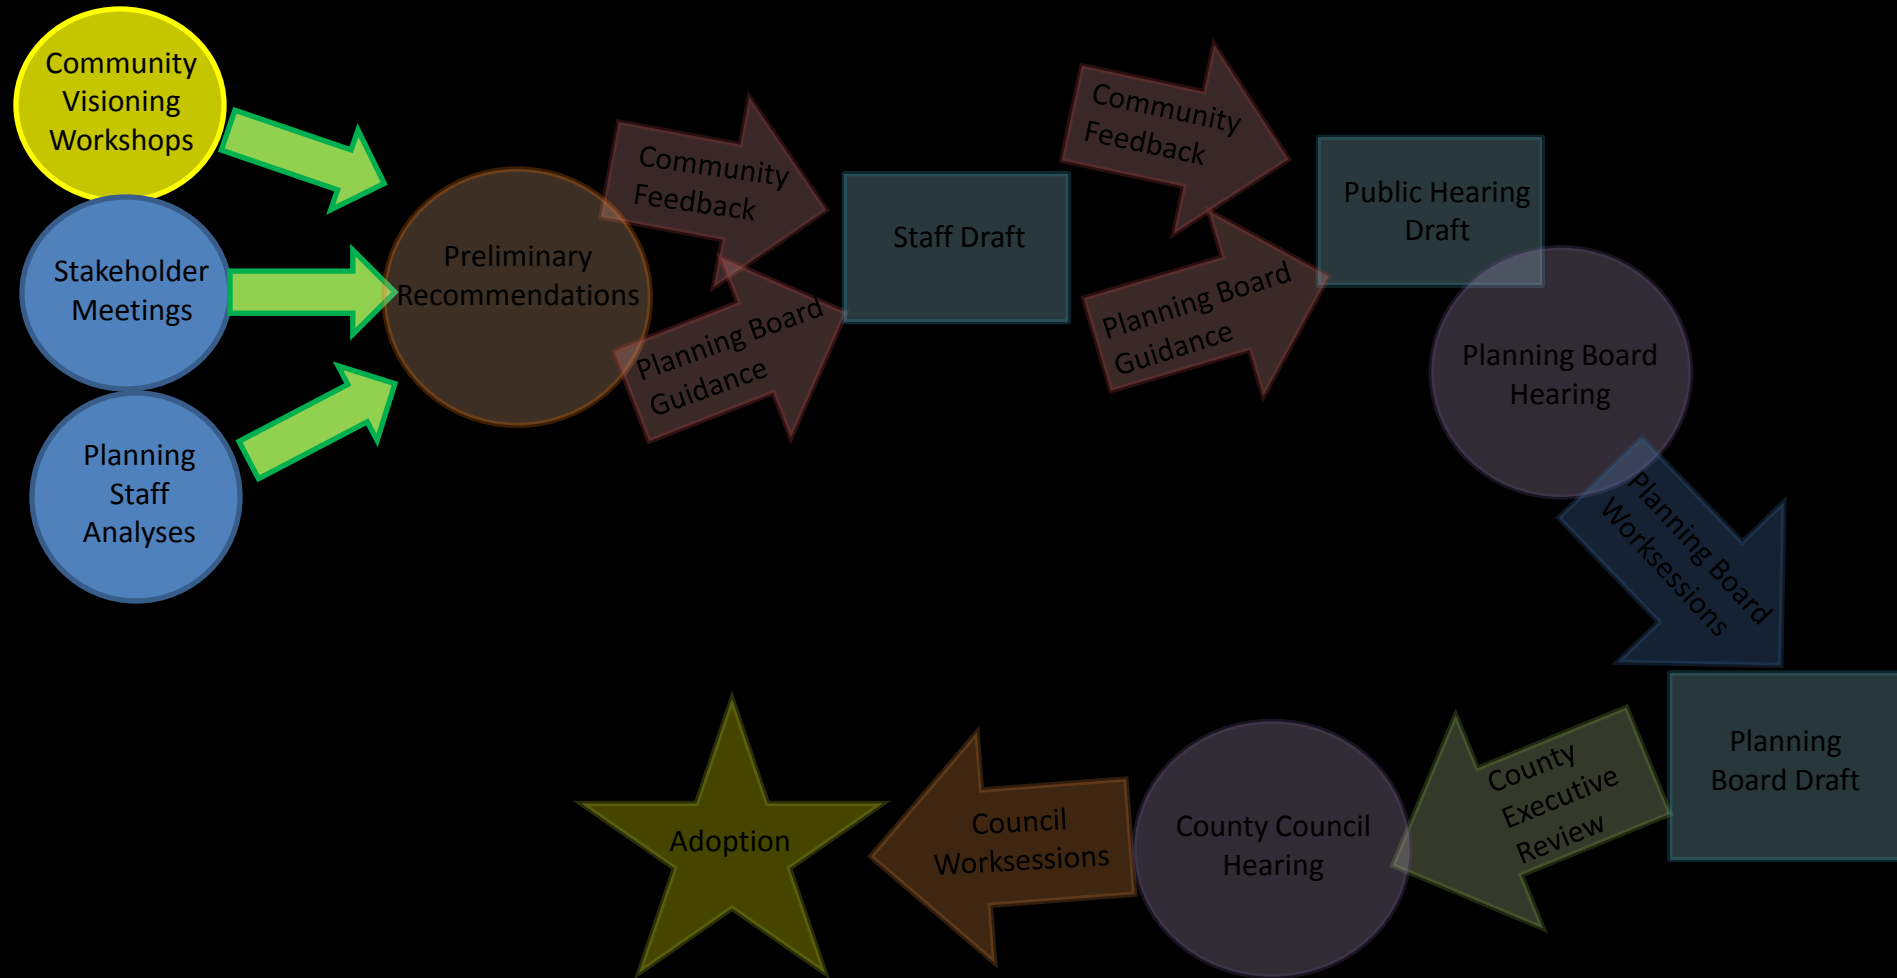 Community
Visioning
Workshops
Stakeholder
Meetings
Planning
Staff
Analyses
Preliminary
Recommendations
Community
Feedback
Planning Board
Guidance
Staff Draft
Community
Feedback
Planning Board
Guidance
Public Hearing
Draft
Planning Board
Hearing
Planning Board
Worksessions
Planning
Board Draft
County
Executive
Review
County Council
Hearing
Council
Worksessions
Adoption